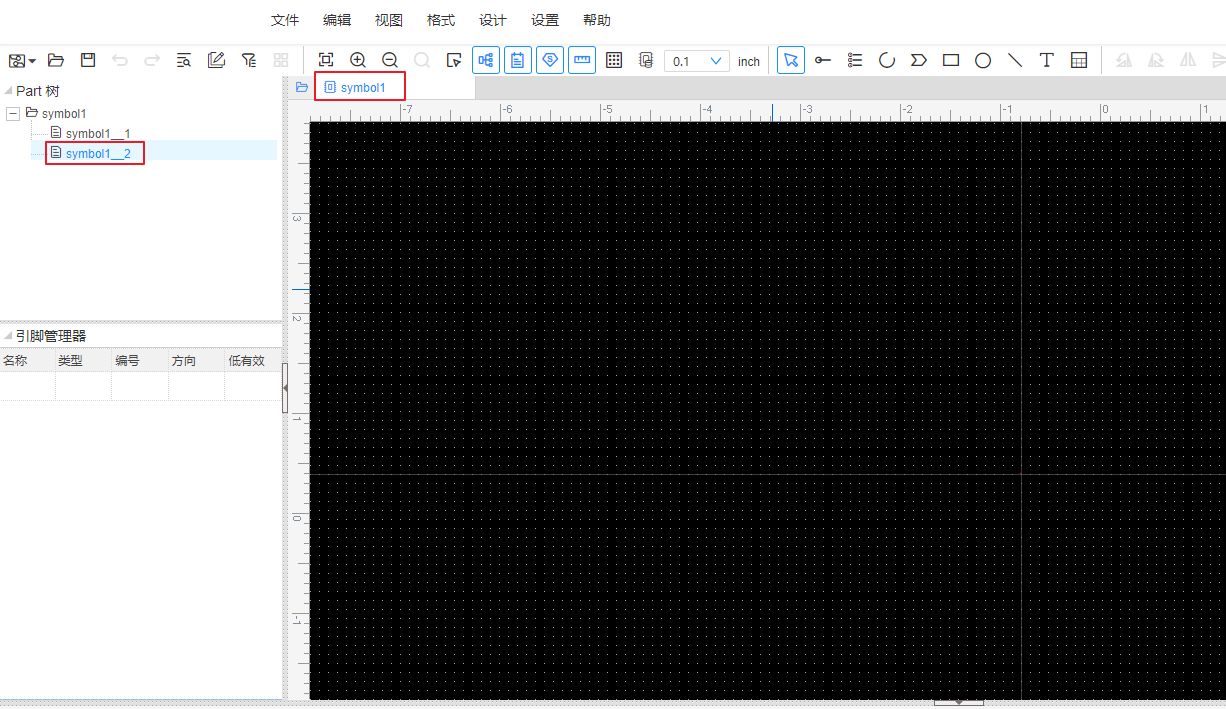 文件 编辑 视图 格式 设计 设置 帮助
0.1 inch
Part 树
symbol1
symbol1__1
symbol1__2
symbol1
-7 -6 -5 -4 -3 -2 -1 0 1
3
2
1
0
-1
引脚管理器
名称 类型 编号 方向 低有效